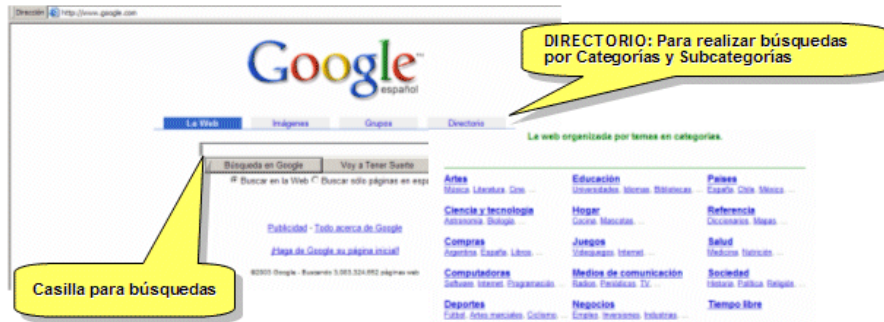 Dirección http://www.google.com
Google
español
DIRECTORIO: Para realizar búsquedas
por Categorías y Subcategorías
La Web Imágenes Grupos Directorio
La web organizada por temas en categorías.
Búsqueda en Google Voy a Tener Suerte
Buscar en la Web Buscar sólo páginas en espa
Publicidad - Todo acerca de Google
¡Haga de Google su página inicial!
©2003 Google - Buscando 3,083,324,652 páginas web
Casilla para búsquedas
Artes
Música, Literatura, Cine, ...
Educación
Universidades, Idiomas, Bibliotecas, ...
Países
España, Chile, México, ...
Ciencia y tecnología
Astronomía, Biología, ...
Hogar
Cocina, Mascotas, ...
Referencia
Diccionarios, Mapas, ...
Compras
Argentina, España, Libros, ...
Juegos
Videojuegos, Internet, ...
Salud
Medicina, Nutrición, ...
Computadoras
Software, Internet, Programación, ...
Medios de comunicación
Radios, Periódicos, TV, ...
Sociedad
Historia, Política, Religión, ...
Deportes
Fútbol, Artes marciales, Ciclismo, ...
Negocios
Empleo, Inversiones, Industrias, ...
Tiempo libre